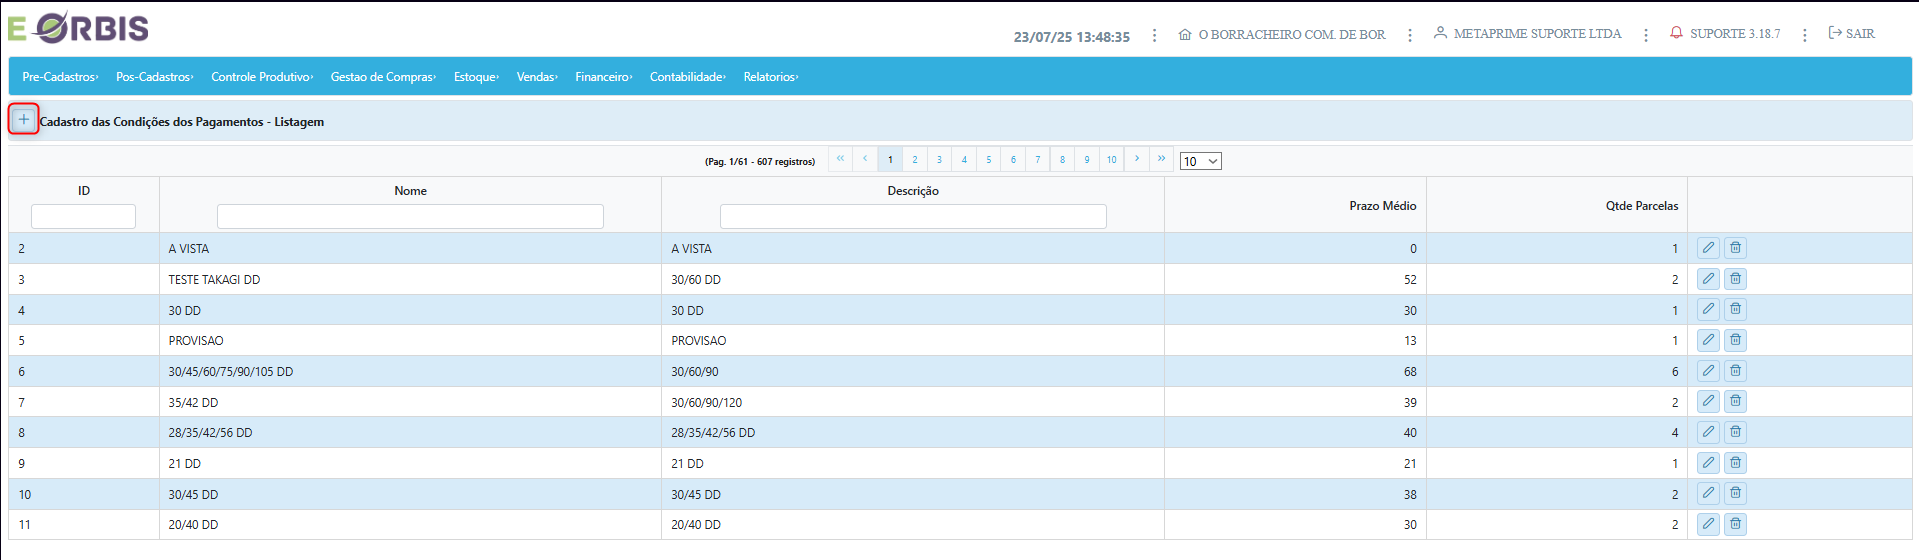 E ORBIS
23/07/25 13:48:35 O BORRACHEIRO COM. DE BOR METAPRIME SUPORTE LTDA SUPORTE 3.18.7 SAIR
Pre-Cadastros Pos-Cadastros Controle Produtivo Gestao de Compras Estoque Vendas Financeiro Contabilidade Relatorios
+ Cadastro das Condições dos Pagamentos - Listagem
(Pag. 1/61 - 607 registros) « ‹ 1 2 3 4 5 6 7 8 9 10 › » 10
ID Nome Descrição Prazo Médio Qtde Parcelas
2 A VISTA A VISTA 0 1
3 TESTE TAKAGI DD 30/60 DD 52 2
4 30 DD 30 DD 30 1
5 PROVISAO PROVISAO 13 1
6 30/45/60/75/90/105 DD 30/60/90 68 6
7 35/42 DD 30/60/90/120 39 2
8 28/35/42/56 DD 28/35/42/56 DD 40 4
9 21 DD 21 DD 21 1
10 30/45 DD 30/45 DD 38 2
11 20/40 DD 20/40 DD 30 2